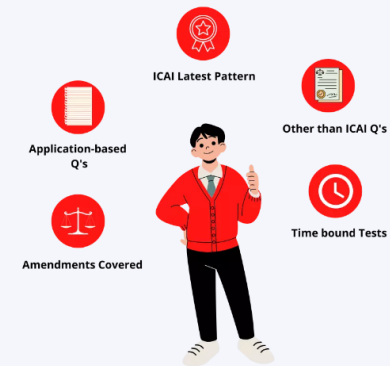 ICAI Latest Pattern
Other than ICAI Q's
Application-based
Q's
Time bound Tests
Amendments Covered